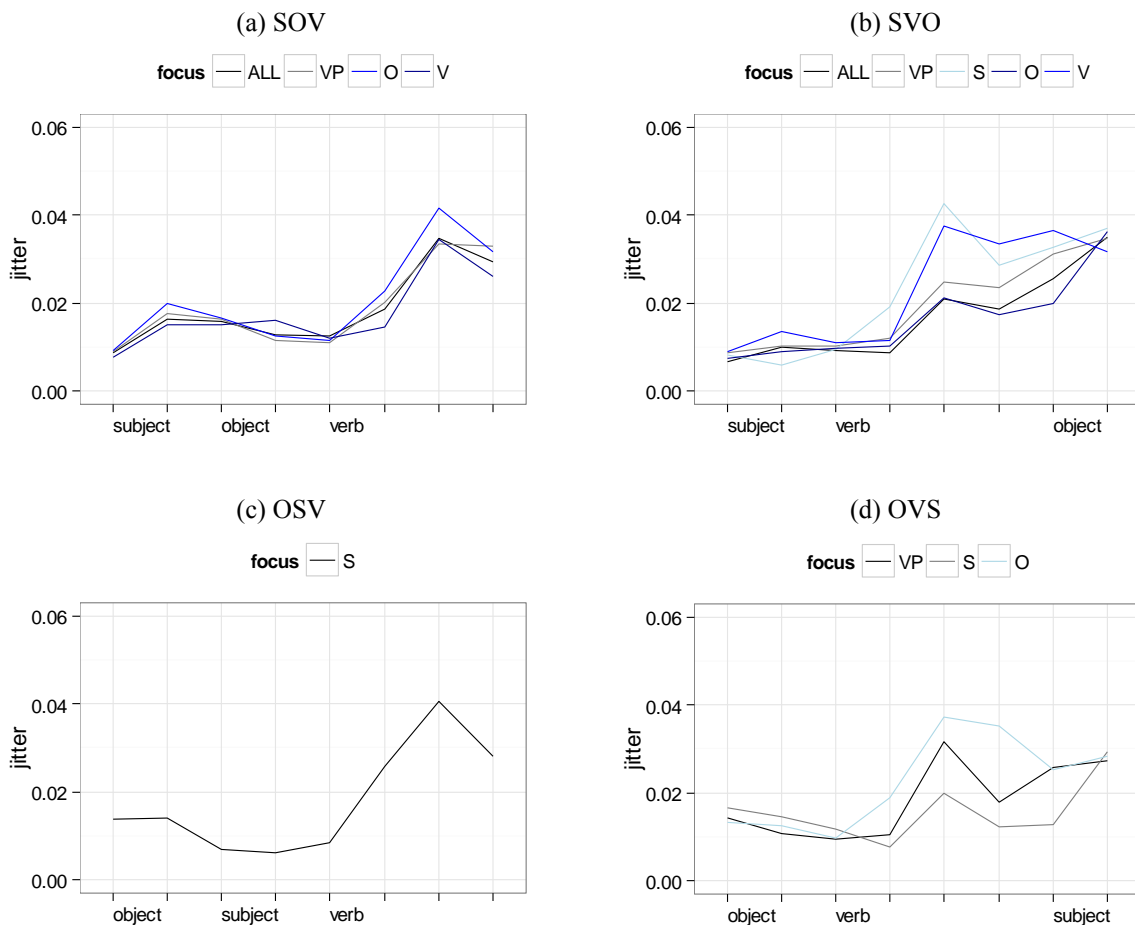 (a) SOV
focus ALL VP O V
0.06
0.04
0.02
0.00
jitter
subject object verb
(b) SVO
focus ALL VP S O V
0.06
0.04
0.02
0.00
jitter
subject verb object
(c) OSV
focus S
0.06
0.04
0.02
0.00
jitter
object subject verb
(d) OVS
focus VP S O
0.06
0.04
0.02
0.00
jitter
object verb subject